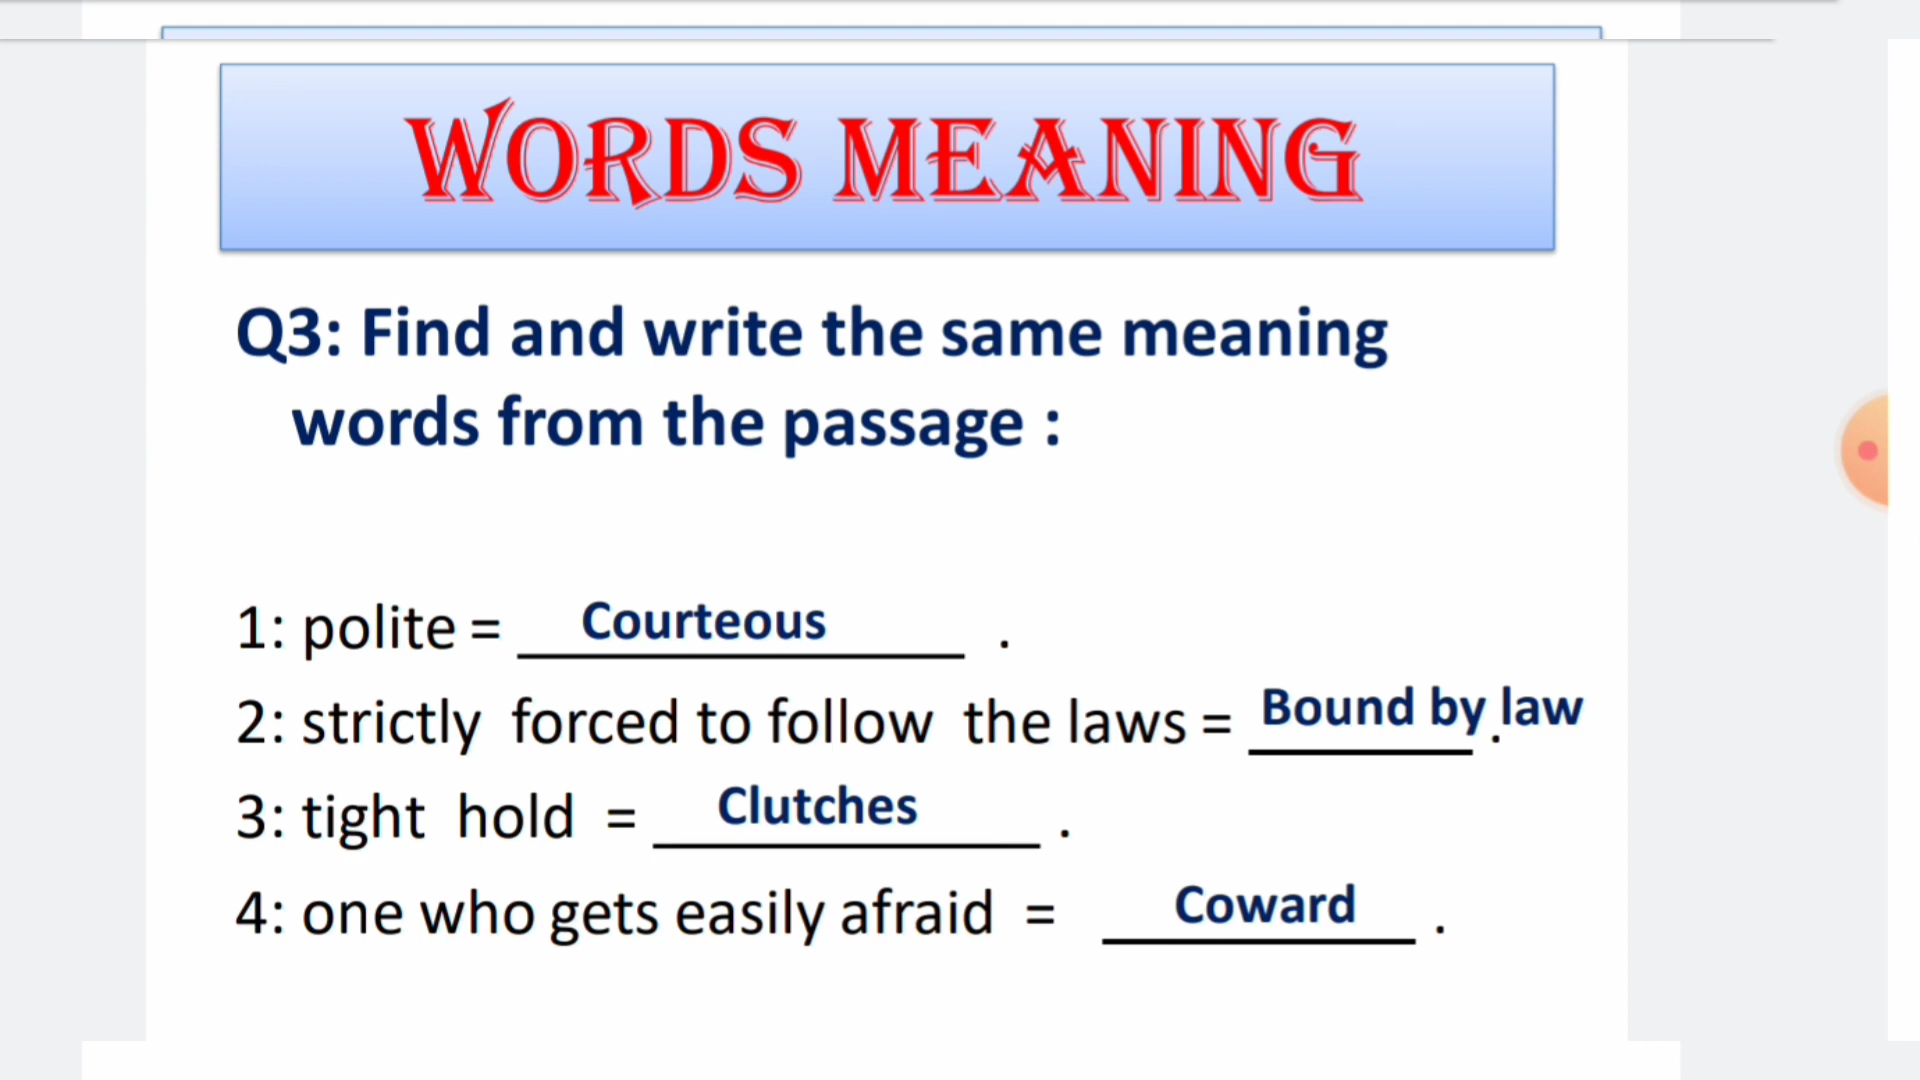 WORDS MEANING
Q3: Find and write the same meaning
words from the passage :
1: polite = Courteous .
2: strictly forced to follow the laws = Bound by law .
3: tight hold = Clutches .
4: one who gets easily afraid = Coward .